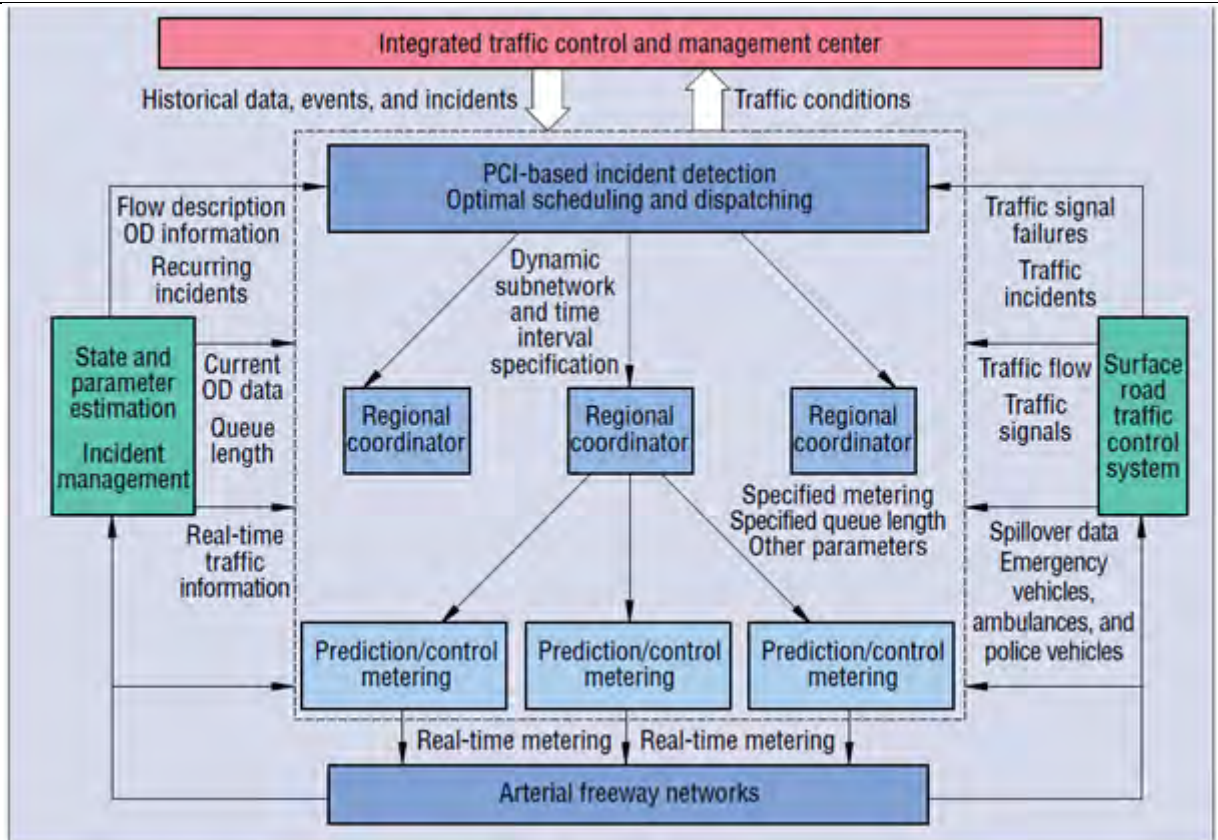 Integrated traffic control and management center
Historical data, events, and incidents
Traffic conditions
PCI-based incident detection
Optimal scheduling and dispatching
Flow description
OD information
Recurring
incidents
Dynamic
subnetwork
and time
interval
specification
Traffic signal
failures
Traffic
incidents
State and
parameter
estimation
Incident
management
Current
OD data
Queue
length
Real-time
traffic
information
Regional
coordinator
Regional
coordinator
Regional
coordinator
Traffic flow
Traffic
signals
Surface
road
traffic
control
system
Specified metering
Specified queue length
Other parameters
Spillover data
Emergency
vehicles,
ambulances, and
police vehicles
Prediction/control
metering
Prediction/control
metering
Prediction/control
metering
Real-time metering
Real-time metering
Arterial freeway networks